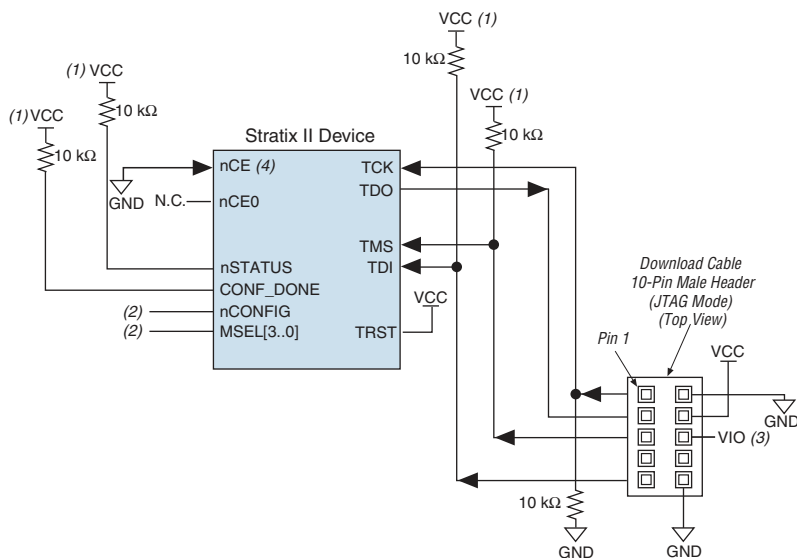 VCC (1)
10 kΩ
(1) VCC
10 kΩ
VCC (1)
10 kΩ
(1) VCC
10 kΩ
Stratix II Device
nCE (4)
TCK
GND
TDO
N.C.
nCE0
TMS
nSTATUS
TDI
CONF_DONE
(2)
nCONFIG
VCC
(2)
MSEL[3..0]
TRST
Download Cable
10-Pin Male Header
(JTAG Mode)
(Top View)
Pin 1
VCC
GND
VIO (3)
10 kΩ
GND
GND